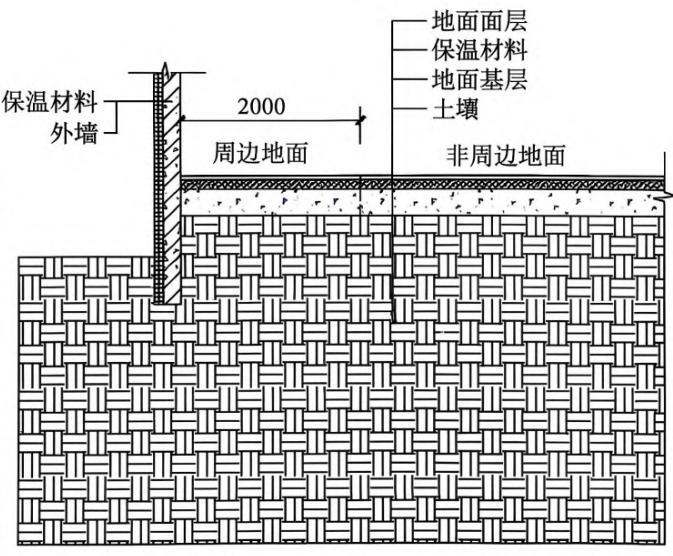 地面面层
保温材料
地面基层
土壤
保温材料
外墙
2000
周边地面
非周边地面